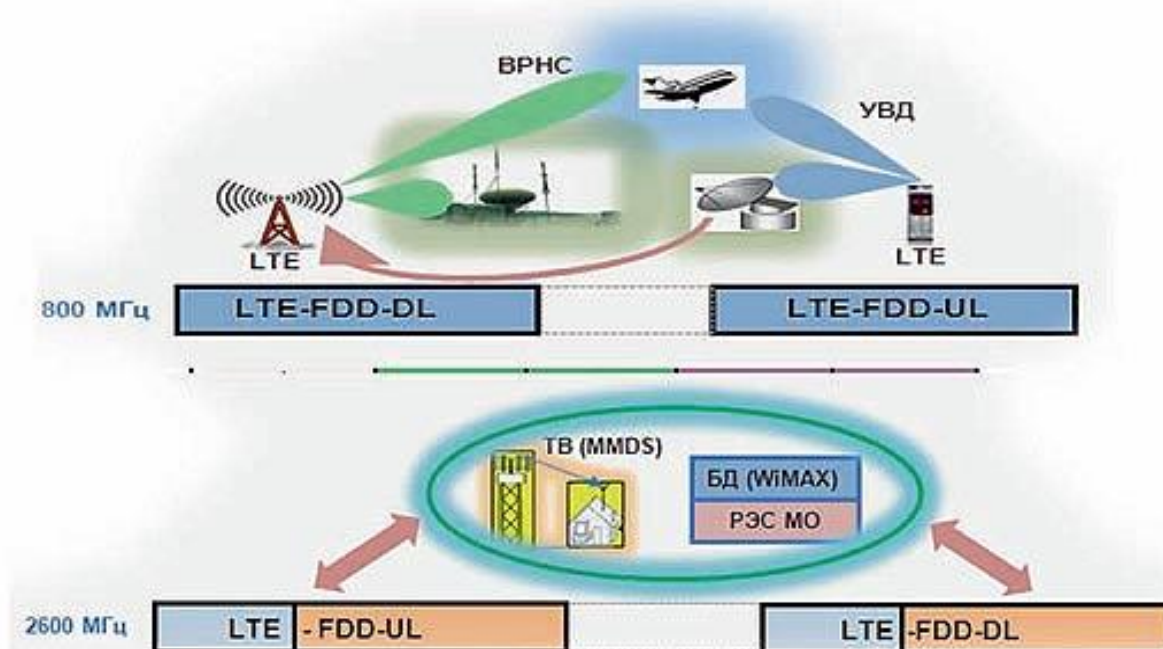 ВРНС
УВД
LTE
LTE
800 МГц
LTE-FDD-DL
LTE-FDD-UL
ТВ (MMDS)
БД (WiMAX)
РЭС МО
2600 МГц
LTE - FDD-UL
LTE -FDD-DL